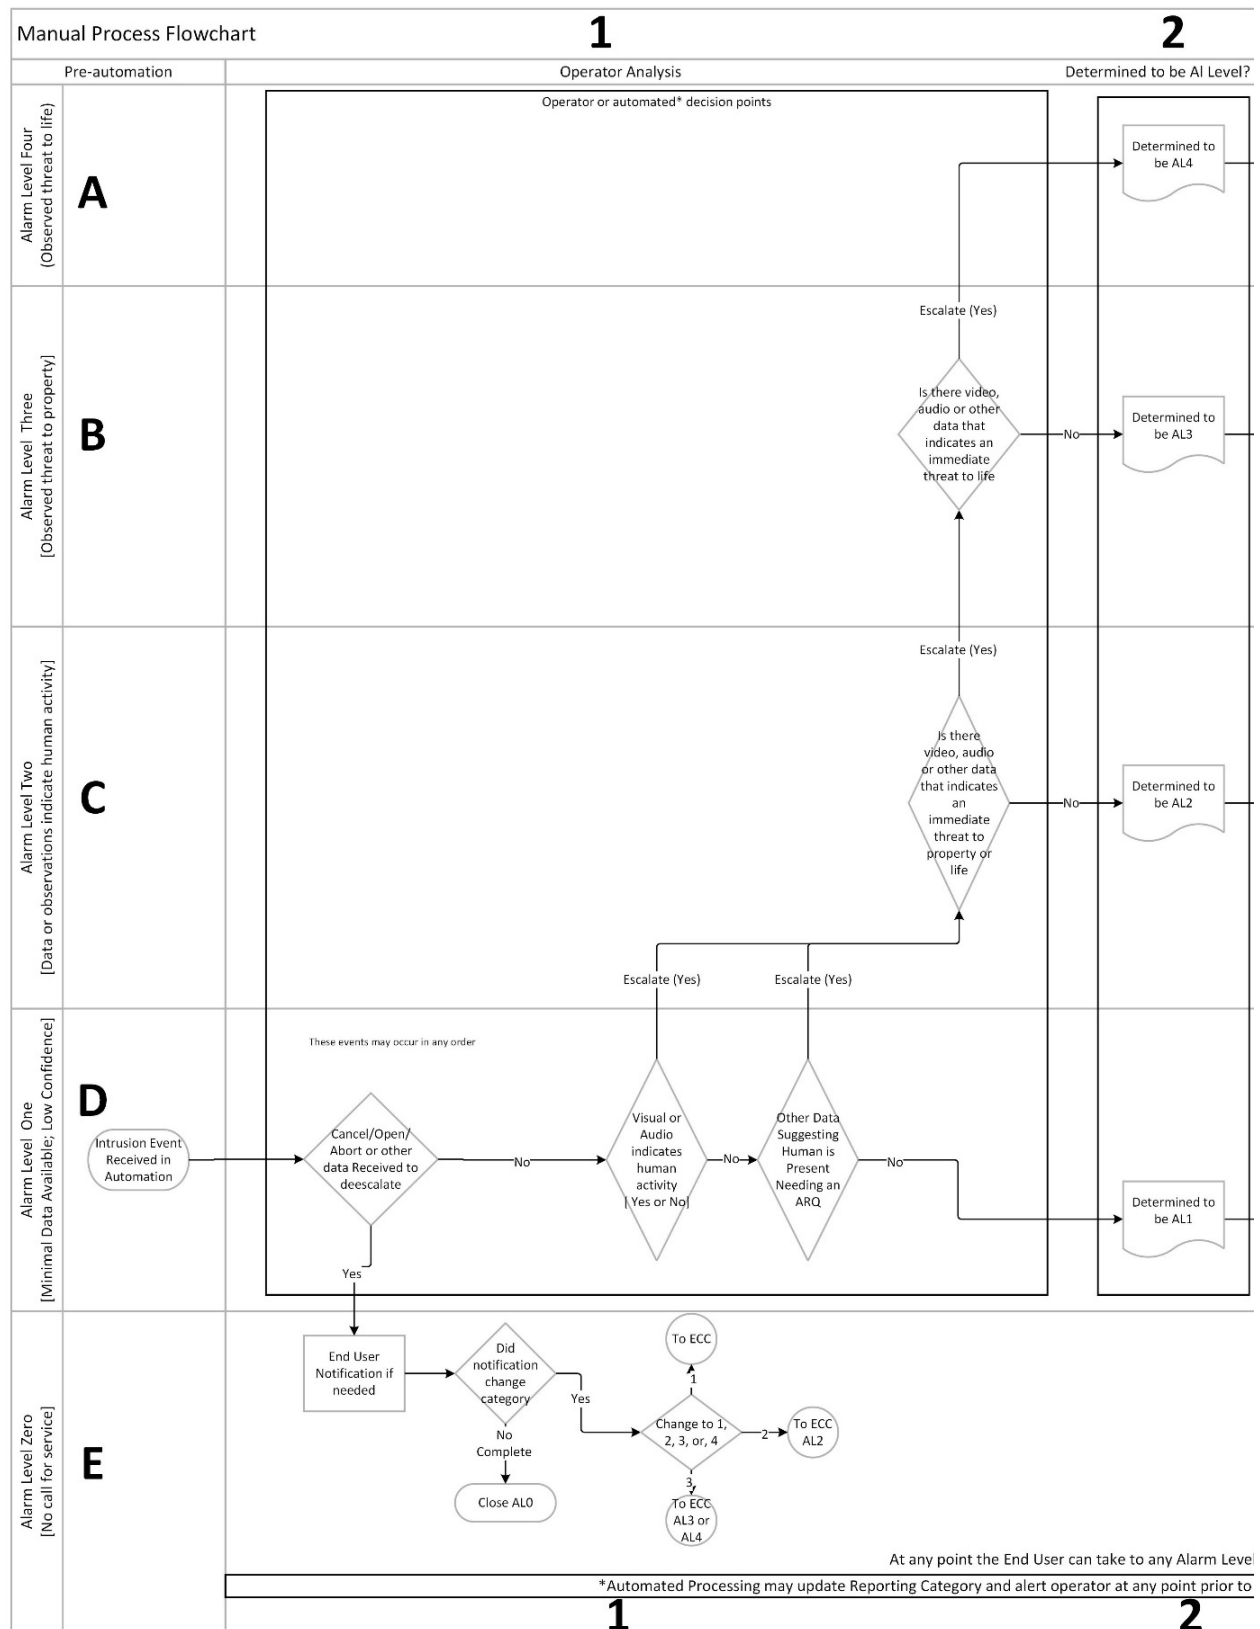 Manual Process Flowchart
1
2
Pre-automation
Operator Analysis
Determined to be Al Level?
Operator or automated* decision points
Alarm Level Four
(Observed threat to life)
A
Determined to
be AL4
Escalate (Yes)
Alarm Level  Three
[Observed threat to property]
B
Is there video,
audio or other
data that
indicates an
immediate
threat to life
No
Determined to
be AL3
Escalate (Yes)
Alarm Level Two
[Data or observations indicate human activity]
C
Is there
video, audio
or other data
that indicates
an
immediate
threat to
property or
life
No
Determined to
be AL2
Escalate (Yes)
Escalate (Yes)
Alarm Level  One
[Minimal Data Available; Low Confidence]
D
These events may occur in any order
Intrusion Event
Received in
Automation
Cancel/Open/
Abort or other
data Received to
deescalate
No
Visual or
Audio
indicates
human
activity
[ Yes or No]
No
Other Data
Suggesting
Human is
Present
Needing an
ARQ
No
Determined to
be AL1
Yes
Alarm Level Zero
[No call for service]
E
End User
Notification if
needed
Did
notification
change
category
Yes
No
Complete
Close AL0
To ECC
1
Change to 1,
2, 3, or, 4
2
To ECC
AL2
3
To ECC
AL3 or
AL4
At any point the End User can take to any Alarm Level
*Automated Processing may update Reporting Category and alert operator at any point prior to
1
2